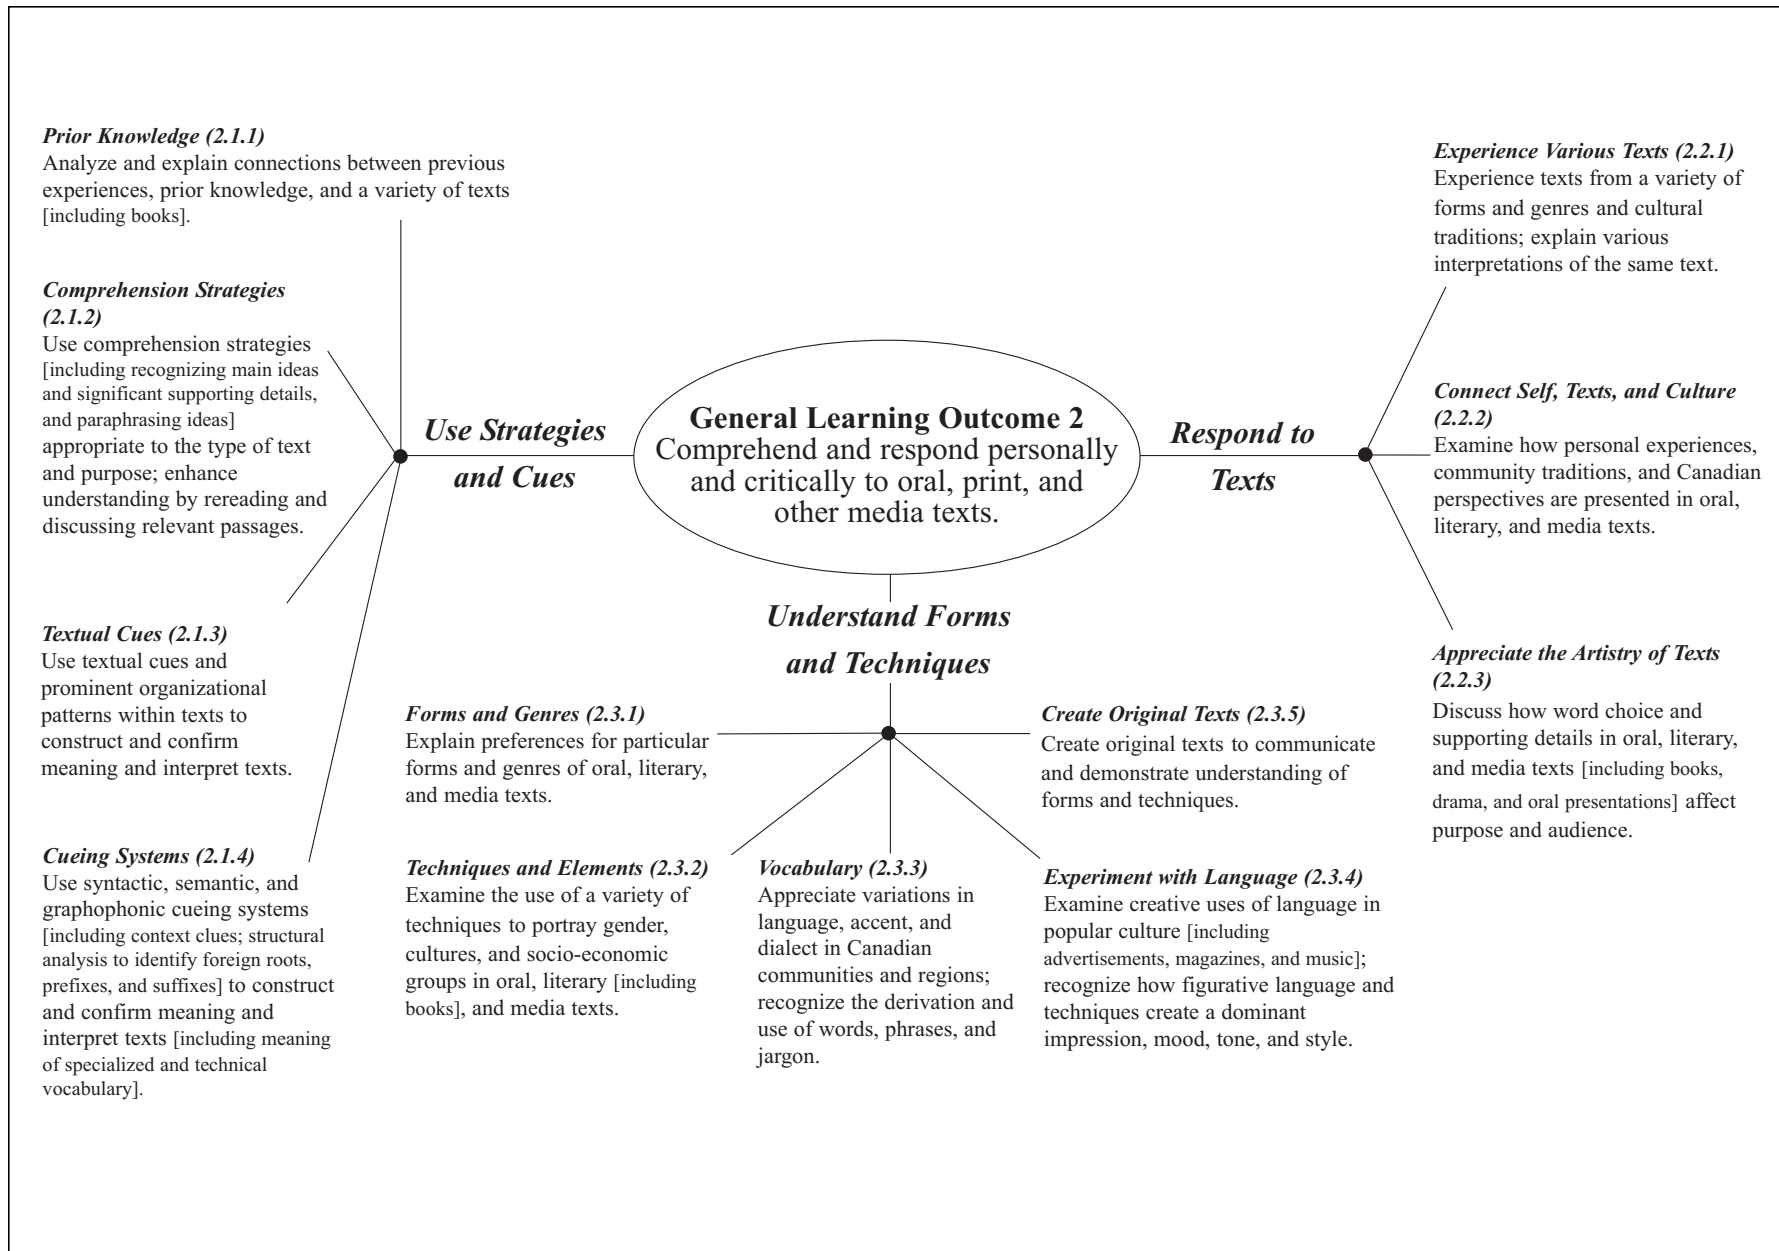 Prior Knowledge (2.1.1)
Analyze and explain connections between previous
experiences, prior knowledge, and a variety of texts
[including books].
Comprehension Strategies
(2.1.2)
Use comprehension strategies
[including recognizing main ideas
and significant supporting details,
and paraphrasing ideas]
appropriate to the type of text
and purpose; enhance
understanding by rereading and
discussing relevant passages.
Textual Cues (2.1.3)
Use textual cues and
prominent organizational
patterns within texts to
construct and confirm
meaning and interpret texts.
Cueing Systems (2.1.4)
Use syntactic, semantic, and
graphophonic cueing systems
[including context clues; structural
analysis to identify foreign roots,
prefixes, and suffixes] to construct
and confirm meaning and
interpret texts [including meaning
of specialized and technical
vocabulary].
Use Strategies
and Cues
General Learning Outcome 2
Comprehend and respond personally
and critically to oral, print, and
other media texts.
Respond to
Texts
Experience Various Texts (2.2.1)
Experience texts from a variety of
forms and genres and cultural
traditions; explain various
interpretations of the same text.
Connect Self, Texts, and Culture
(2.2.2)
Examine how personal experiences,
community traditions, and Canadian
perspectives are presented in oral,
literary, and media texts.
Appreciate the Artistry of Texts
(2.2.3)
Discuss how word choice and
supporting details in oral, literary,
and media texts [including books,
drama, and oral presentations] affect
purpose and audience.
Understand Forms
and Techniques
Forms and Genres (2.3.1)
Explain preferences for particular
forms and genres of oral, literary,
and media texts.
Techniques and Elements (2.3.2)
Examine the use of a variety of
techniques to portray gender,
cultures, and socio-economic
groups in oral, literary [including
books], and media texts.
Vocabulary (2.3.3)
Appreciate variations in
language, accent, and
dialect in Canadian
communities and regions;
recognize the derivation and
use of words, phrases, and
jargon.
Experiment with Language (2.3.4)
Examine creative uses of language in
popular culture [including
advertisements, magazines, and music];
recognize how figurative language and
techniques create a dominant
impression, mood, tone, and style.
Create Original Texts (2.3.5)
Create original texts to communicate
and demonstrate understanding of
forms and techniques.